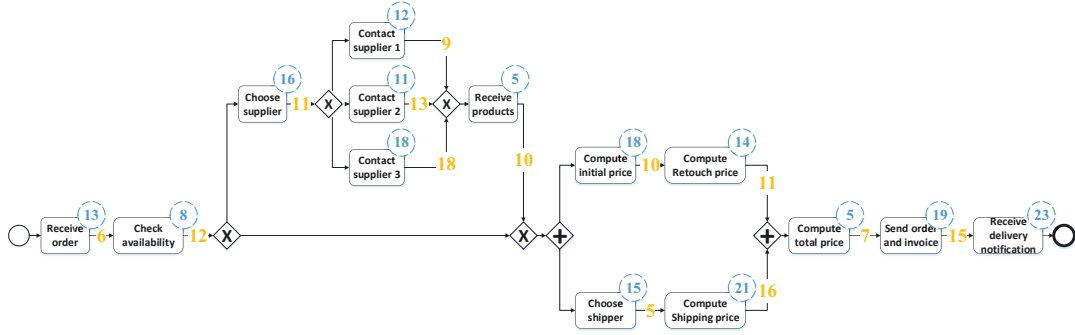 12
Contact
supplier 1
9
16
Choose
supplier
11
X
11
Contact
supplier 2
13
X
5
Receive
products
18
Contact
supplier 3
18
10
18
Compute
initial price
10
14
Compute
Retouch price
11
13
Receive
order
6
8
Check
availability
12
X
X
+
+
5
Compute
total price
7
19
Send order
and invoice
15
23
Receive
delivery
notification
15
Choose
shipper
5
21
Compute
Shipping price
16